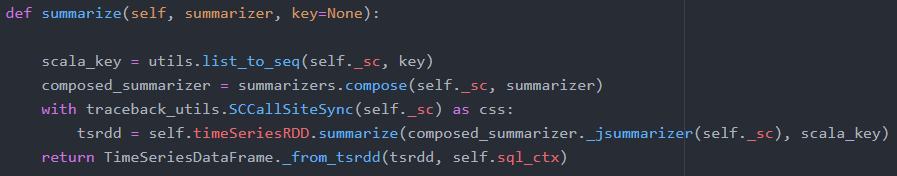 def summarize(self, summarizer, key=None):
scala_key = utils.list_to_seq(self._sc, key)
composed_summarizer = summarizers.compose(self._sc, summarizer)
with traceback_utils.SCCallSiteSync(self._sc) as css:
tsrdd = self.timeSeriesRDD.summarize(composed_summarizer._jsummarizer(self._sc), scala_key)
return TimeSeriesDataFrame._from_tsrdd(tsrdd, self.sql_ctx)